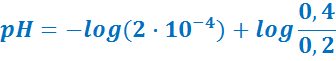 pH = −log(2 · 10⁻⁴) + log 0,4/0,2